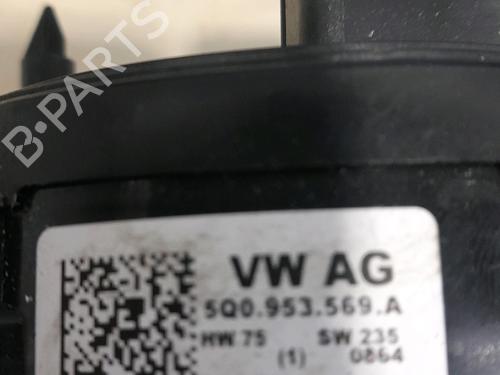 B-PARTS
VW AG
5Q0.953.569.A
HW 75 SW 235
(1) 0864